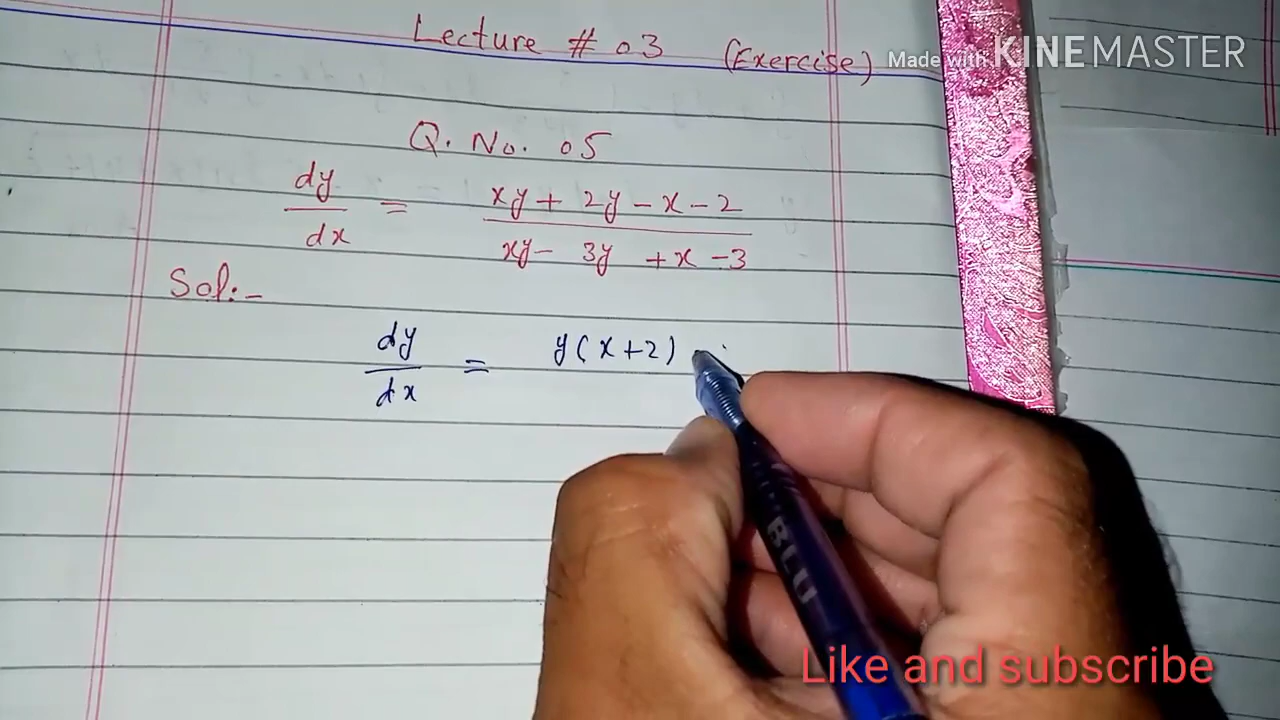 Lecture # 03 (Exercise)
Made with KINEMASTER
Q. No. 05
dy/dx = xy + 2y - x - 2 / xy - 3y + x - 3
Sol:-
dy/dx = y(x+2)
BLU
Like and subscribe